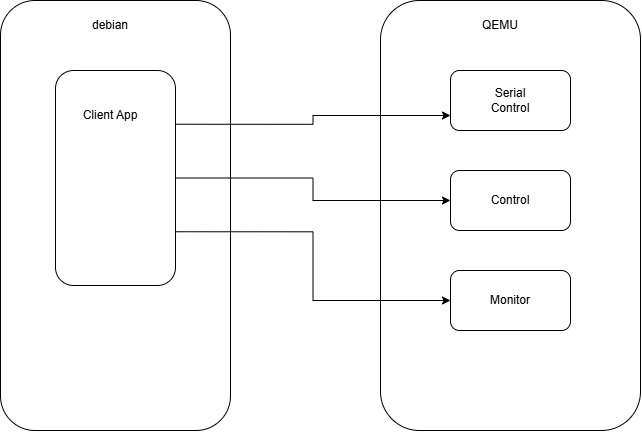 debian
QEMU
Client App
Serial
Control
Control
Monitor